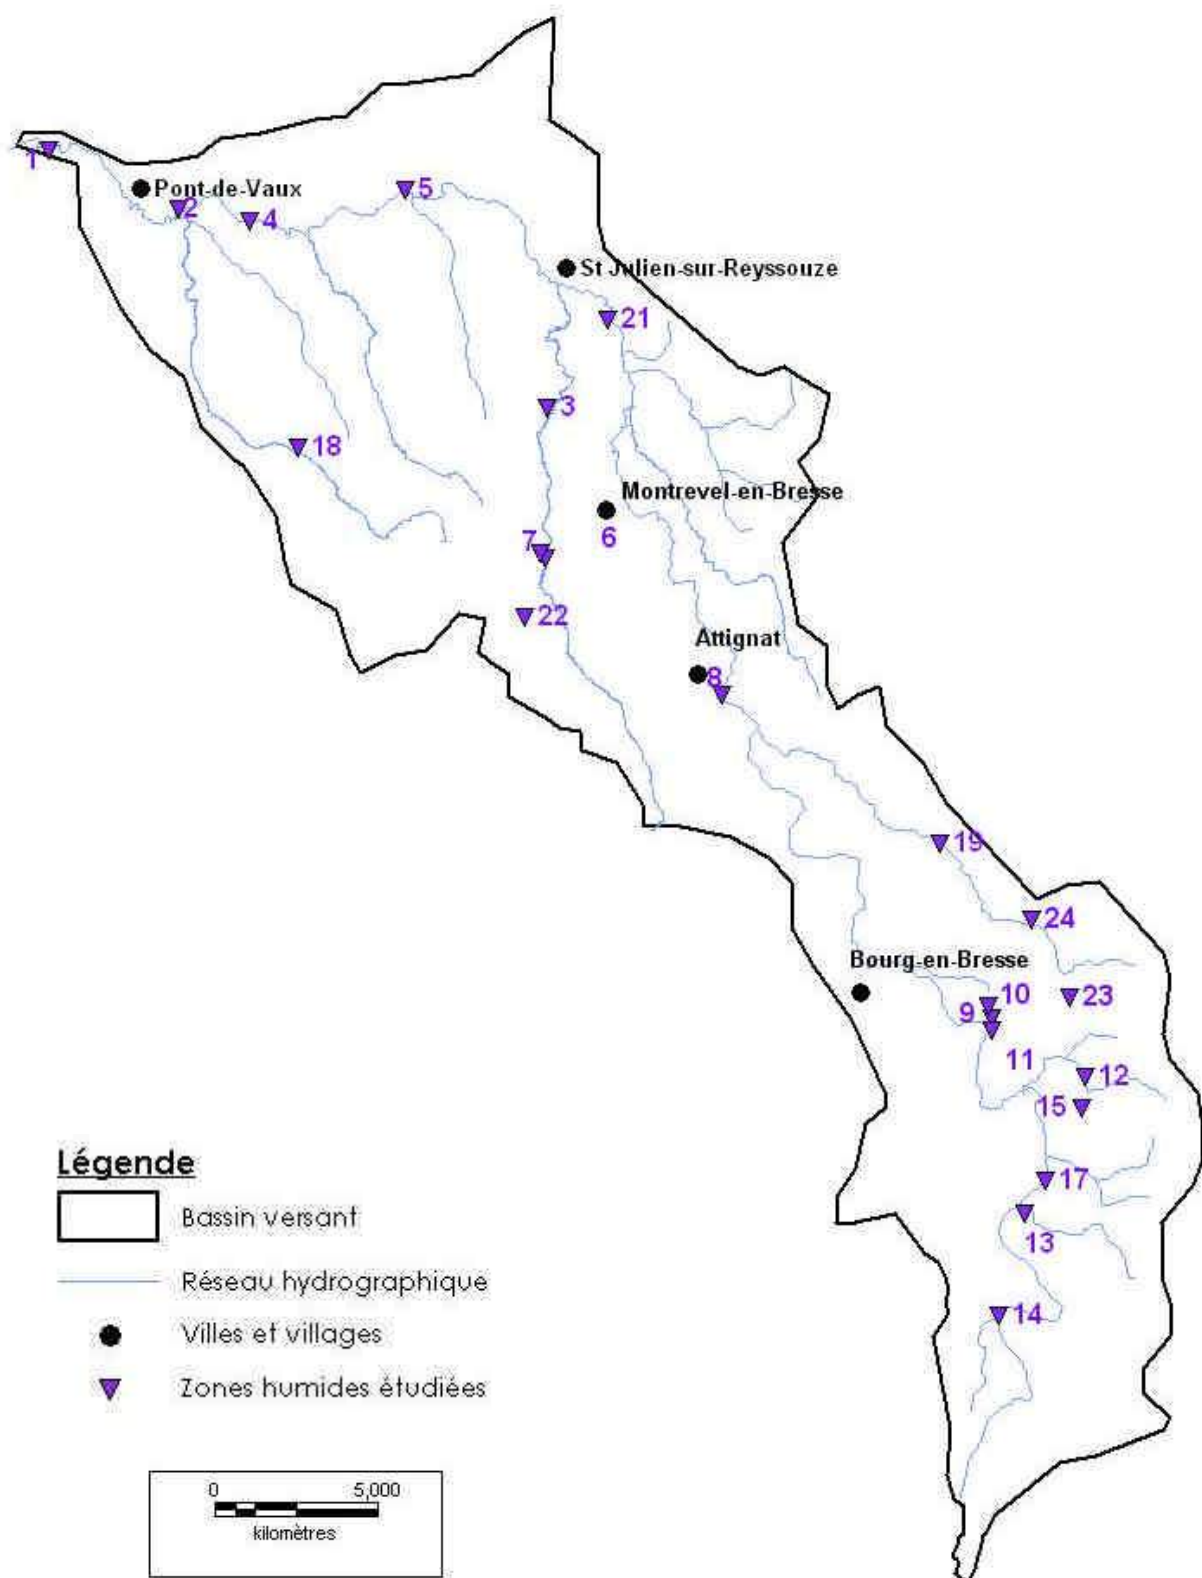 1
Pont-de-Vaux
2
4
5
St Julien-sur-Reyssouze
21
3
18
Montrevel-en-Bresse
6
7
22
Attignat
8
19
24
Bourg-en-Bresse
10
23
9
11
12
15
17
13
14
Légende
Bassin versant
Réseau hydrographique
Villes et villages
Zones humides étudiées
0 5,000
kilomètres